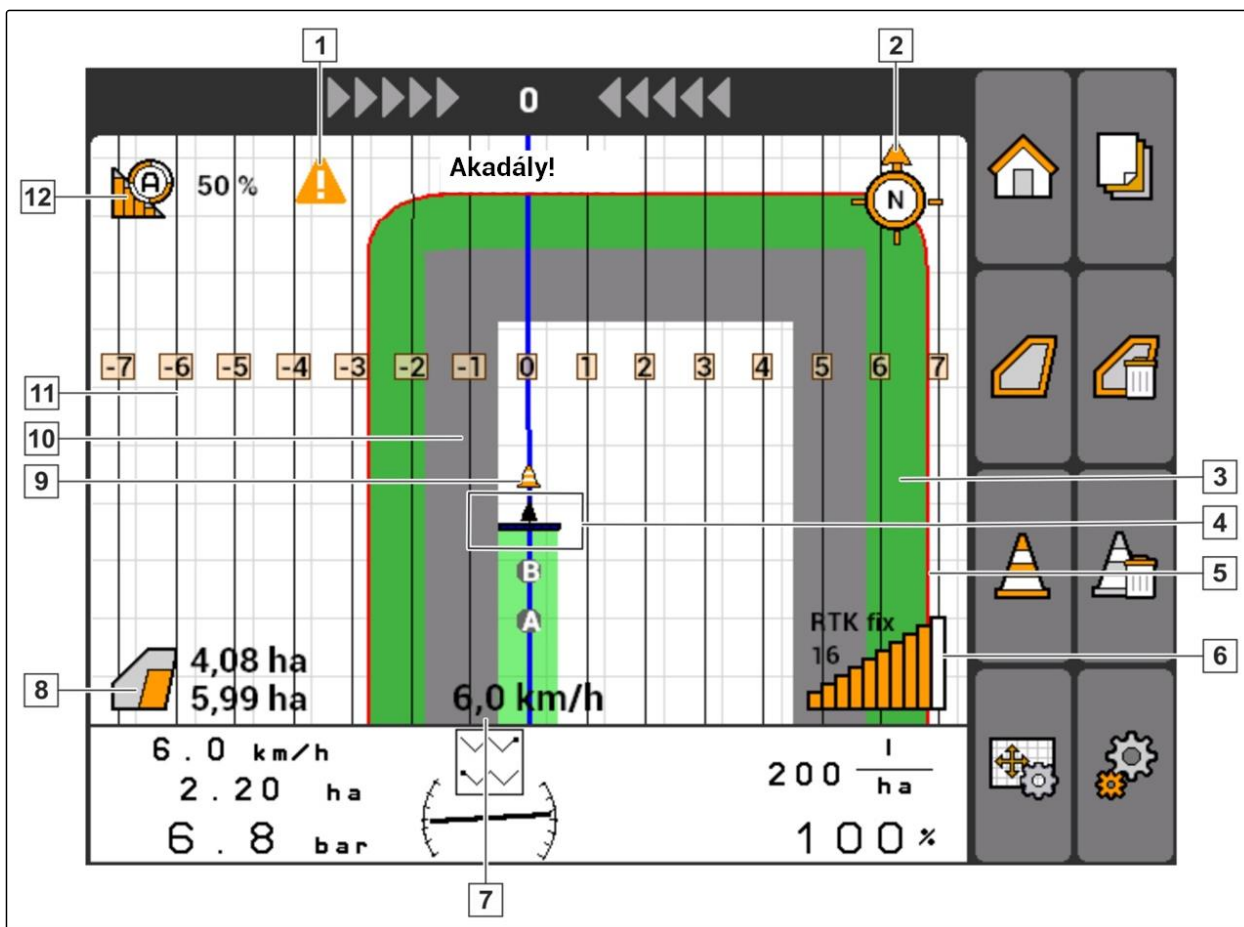 1
2
0
Akadály!
A
50 %
12
N
-7 -6 -5 -4 -3 -2 -1 0 1 2 3 4 5 6 7
11
10
9
3
4
B
5
A
RTK fix
16
6
4,08 ha
8
5,99 ha
6,0 km/h
6.0 km/h
2.20 ha
6.8 bar
200 l
ha
100 %
7